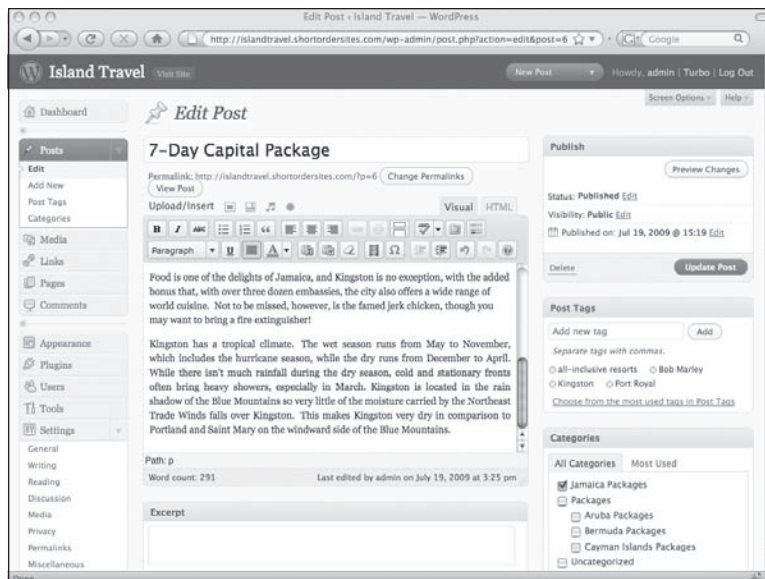 Edit Post ‹ Island Travel — WordPress
http://islandtravel.shortordersites.com/wp-admin/post.php?action=edit&post=6
Google
Island Travel Visit Site
New Post
Howdy, admin | Turbo | Log Out
Screen Options
Help
Dashboard
Posts
Edit
Add New
Post Tags
Categories
Media
Links
Pages
Comments
Appearance
Plugins
Users
Tools
Settings
General
Writing
Reading
Discussion
Media
Privacy
Permalinks
Miscellaneous
Edit Post
7-Day Capital Package
Permalink: http://islandtravel.shortordersites.com/?p=6 Change Permalinks
View Post
Upload/Insert
Visual HTML
B I ABC
Paragraph U A Ω
Food is one of the delights of Jamaica, and Kingston is no exception, with the added
bonus that, with over three dozen embassies, the city also offers a wide range of
world cuisine. Not to be missed, however, is the famed jerk chicken, though you
may want to bring a fire extinguisher!
Kingston has a tropical climate. The wet season runs from May to November,
which includes the hurricane season, while the dry runs from December to April.
While there isn't much rainfall during the dry season, cold and stationary fronts
often bring heavy showers, especially in March. Kingston is located in the rain
shadow of the Blue Mountains so very little of the moisture carried by the Northeast
Trade Winds falls over Kingston. This makes Kingston very dry in comparison to
Portland and Saint Mary on the windward side of the Blue Mountains.
Path: p
Word count: 291
Last edited by admin on July 19, 2009 at 3:25 pm
Excerpt
Publish
Preview Changes
Status: Published Edit
Visibility: Public Edit
Published on: Jul 19, 2009 @ 15:19 Edit
Delete
Update Post
Post Tags
Add new tag
Add
Separate tags with commas.
all-inclusive resorts Bob Marley
Kingston Port Royal
Choose from the most used tags in Post Tags
Categories
All Categories Most Used
Jamaica Packages
Packages
Aruba Packages
Bermuda Packages
Cayman Islands Packages
Uncategorized
Done